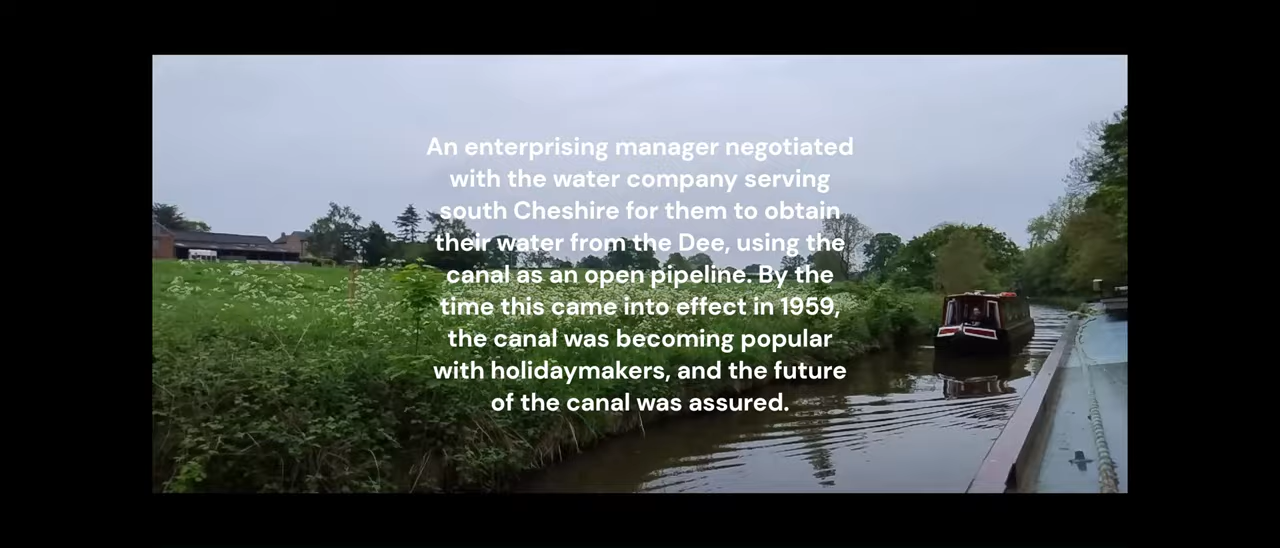 An enterprising manager negotiated
with the water company serving
south Cheshire for them to obtain
their water from the Dee, using the
canal as an open pipeline. By the
time this came into effect in 1959,
the canal was becoming popular
with holidaymakers, and the future
of the canal was assured.